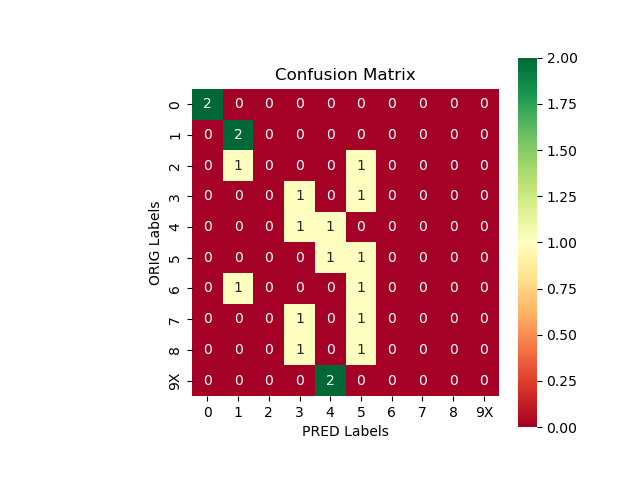 Confusion Matrix
ORIG Labels
0 2 0 0 0 0 0 0 0 0 0
1 0 2 0 0 0 0 0 0 0 0
2 0 1 0 0 0 1 0 0 0 0
3 0 0 0 1 0 1 0 0 0 0
4 0 0 0 1 1 0 0 0 0 0
5 0 0 0 0 1 1 0 0 0 0
6 0 1 0 0 0 1 0 0 0 0
7 0 0 0 1 0 1 0 0 0 0
8 0 0 0 1 0 1 0 0 0 0
9X 0 0 0 0 2 0 0 0 0 0
0 1 2 3 4 5 6 7 8 9X
PRED Labels
2.00
1.75
1.50
1.25
1.00
0.75
0.50
0.25
0.00